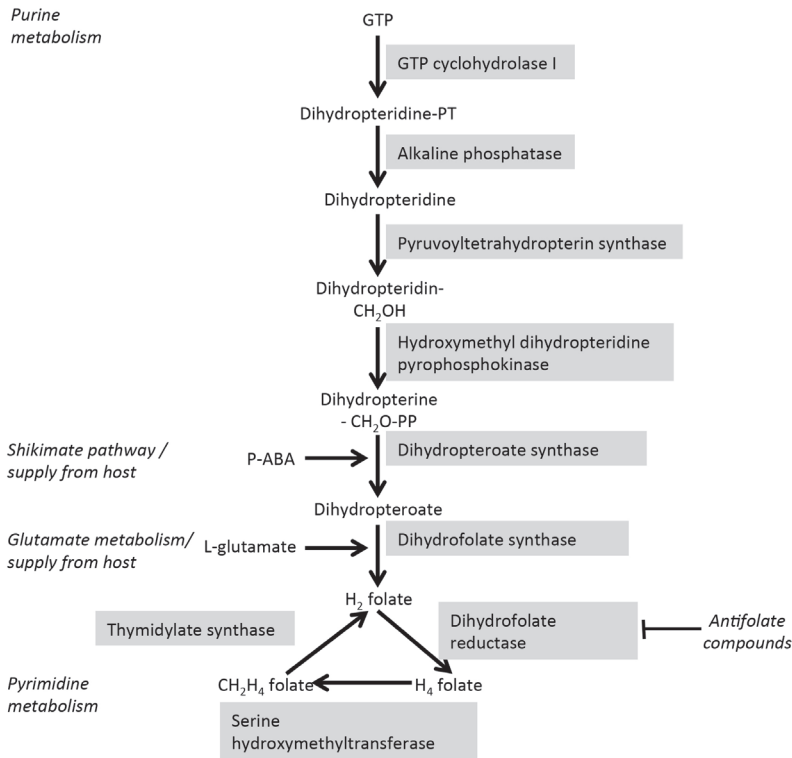 Purine
metabolism
GTP
GTP cyclohydrolase I
Dihydropteridine-PT
Alkaline phosphatase
Dihydropteridine
Pyruvoyltetrahydropterin synthase
Dihydropteridin-
CH₂OH
Hydroxymethyl dihydropteridine
pyrophosphokinase
Dihydropterine
- CH₂O-PP
Shikimate pathway /
supply from host
P-ABA
Dihydropteroate synthase
Dihydropteroate
Glutamate metabolism/
supply from host
L-glutamate
Dihydrofolate synthase
H₂ folate
Thymidylate synthase
Dihydrofolate
reductase
Antifolate
compounds
Pyrimidine
metabolism
CH₂H₄ folate
H₄ folate
Serine
hydroxymethyltransferase